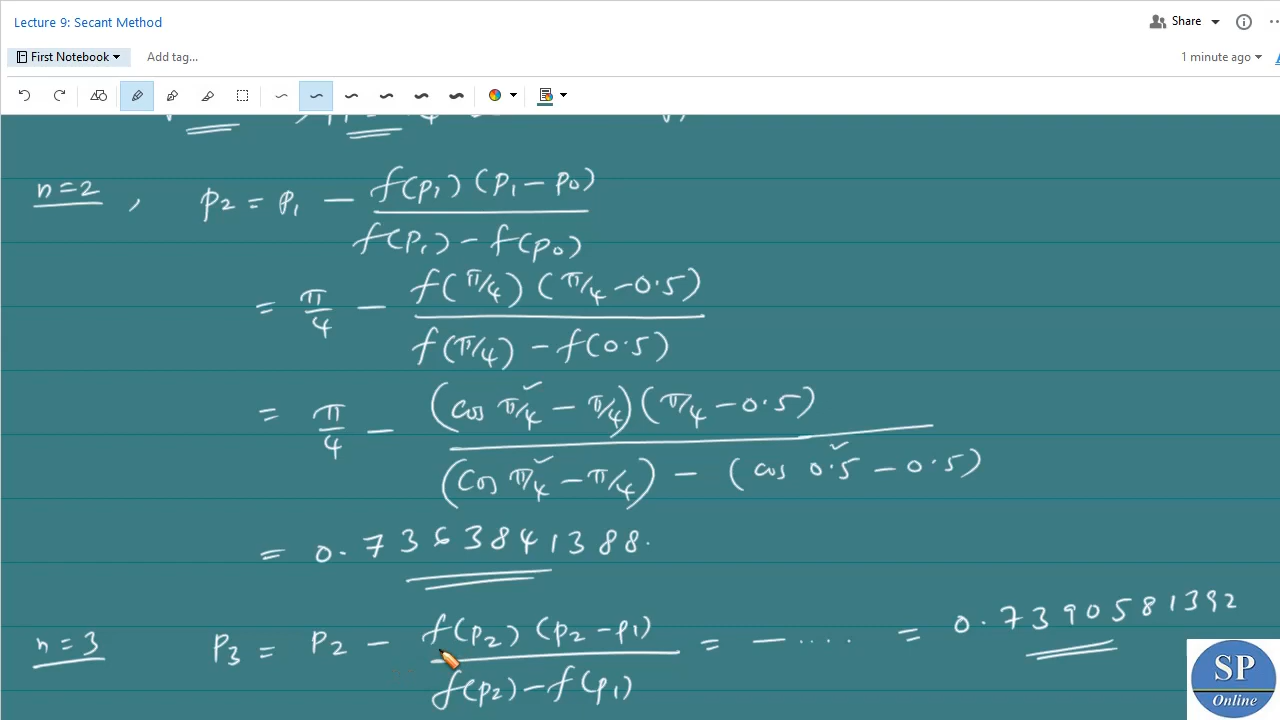 Lecture 9: Secant Method
Share
First Notebook
Add tag...
1 minute ago
n=2 , p₂ = p₁ − f(p₁)(p₁−p₀) / f(p₁)−f(p₀)
= π/4 − f(π/4)(π/4−0.5) / f(π/4)−f(0.5)
= π/4 − (cos π/4 − π/4)(π/4−0.5) / (cos π/4 − π/4) − (cos 0.5 − 0.5)
= 0.7363841388.
n=3 p₃ = p₂ − f(p₂)(p₂−p₁) / f(p₂)−f(p₁) = −.... = 0.7390581392
SP
Online